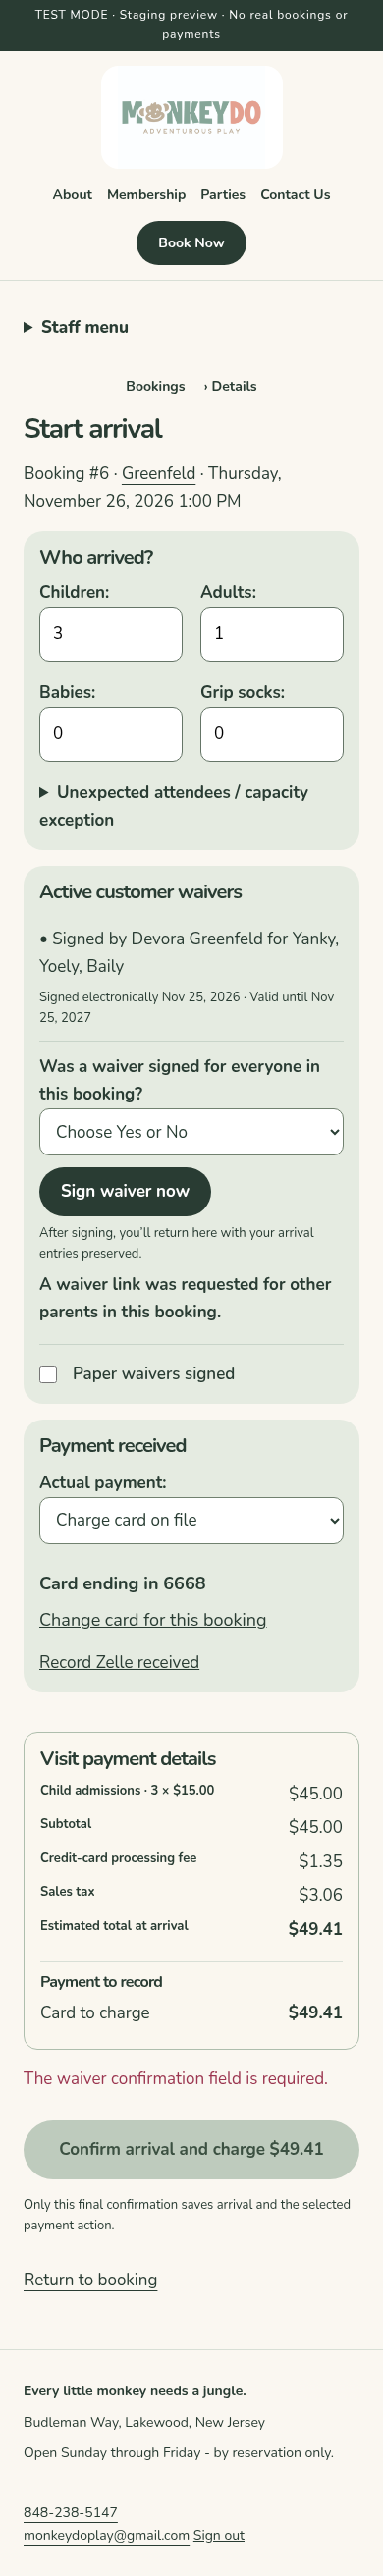 TEST MODE · Staging preview · No real bookings or
payments
MONKEYDO
ADVENTUROUS PLAY
About Membership Parties Contact Us
Book Now
▶ Staff menu
Bookings › Details
Start arrival
Booking #6 · Greenfeld · Thursday,
November 26, 2026 1:00 PM
Who arrived?
Children: Adults:
3 1
Babies: Grip socks:
0 0
▶ Unexpected attendees / capacity
exception
Active customer waivers
• Signed by Devora Greenfeld for Yanky,
Yoely, Baily
Signed electronically Nov 25, 2026 · Valid until Nov
25, 2027
Was a waiver signed for everyone in
this booking?
Choose Yes or No
Sign waiver now
After signing, you’ll return here with your arrival
entries preserved.
A waiver link was requested for other
parents in this booking.
Paper waivers signed
Payment received
Actual payment:
Charge card on file
Card ending in 6668
Change card for this booking
Record Zelle received
Visit payment details
Child admissions · 3 × $15.00 $45.00
Subtotal $45.00
Credit-card processing fee $1.35
Sales tax $3.06
Estimated total at arrival $49.41
Payment to record
Card to charge $49.41
The waiver confirmation field is required.
Confirm arrival and charge $49.41
Only this final confirmation saves arrival and the selected
payment action.
Return to booking
Every little monkey needs a jungle.
Budleman Way, Lakewood, New Jersey
Open Sunday through Friday - by reservation only.
848-238-5147
monkeydoplay@gmail.com Sign out